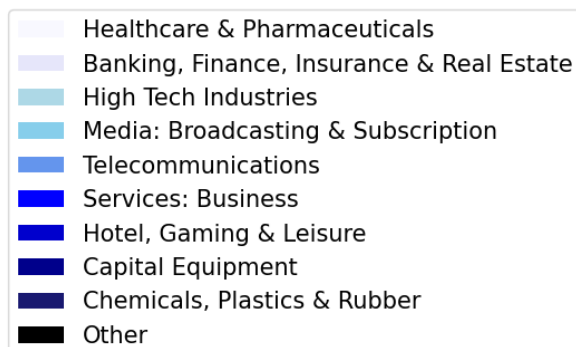 Healthcare & Pharmaceuticals
Banking, Finance, Insurance & Real Estate
High Tech Industries
Media: Broadcasting & Subscription
Telecommunications
Services: Business
Hotel, Gaming & Leisure
Capital Equipment
Chemicals, Plastics & Rubber
Other